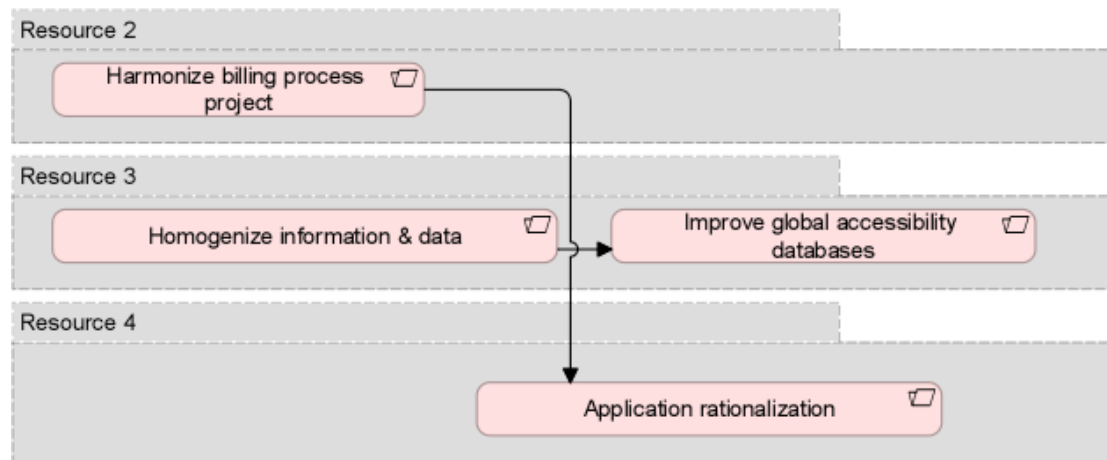 Resource 2
Harmonize billing process
project
Resource 3
Homogenize information & data
Improve global accessibility
databases
Resource 4
Application rationalization